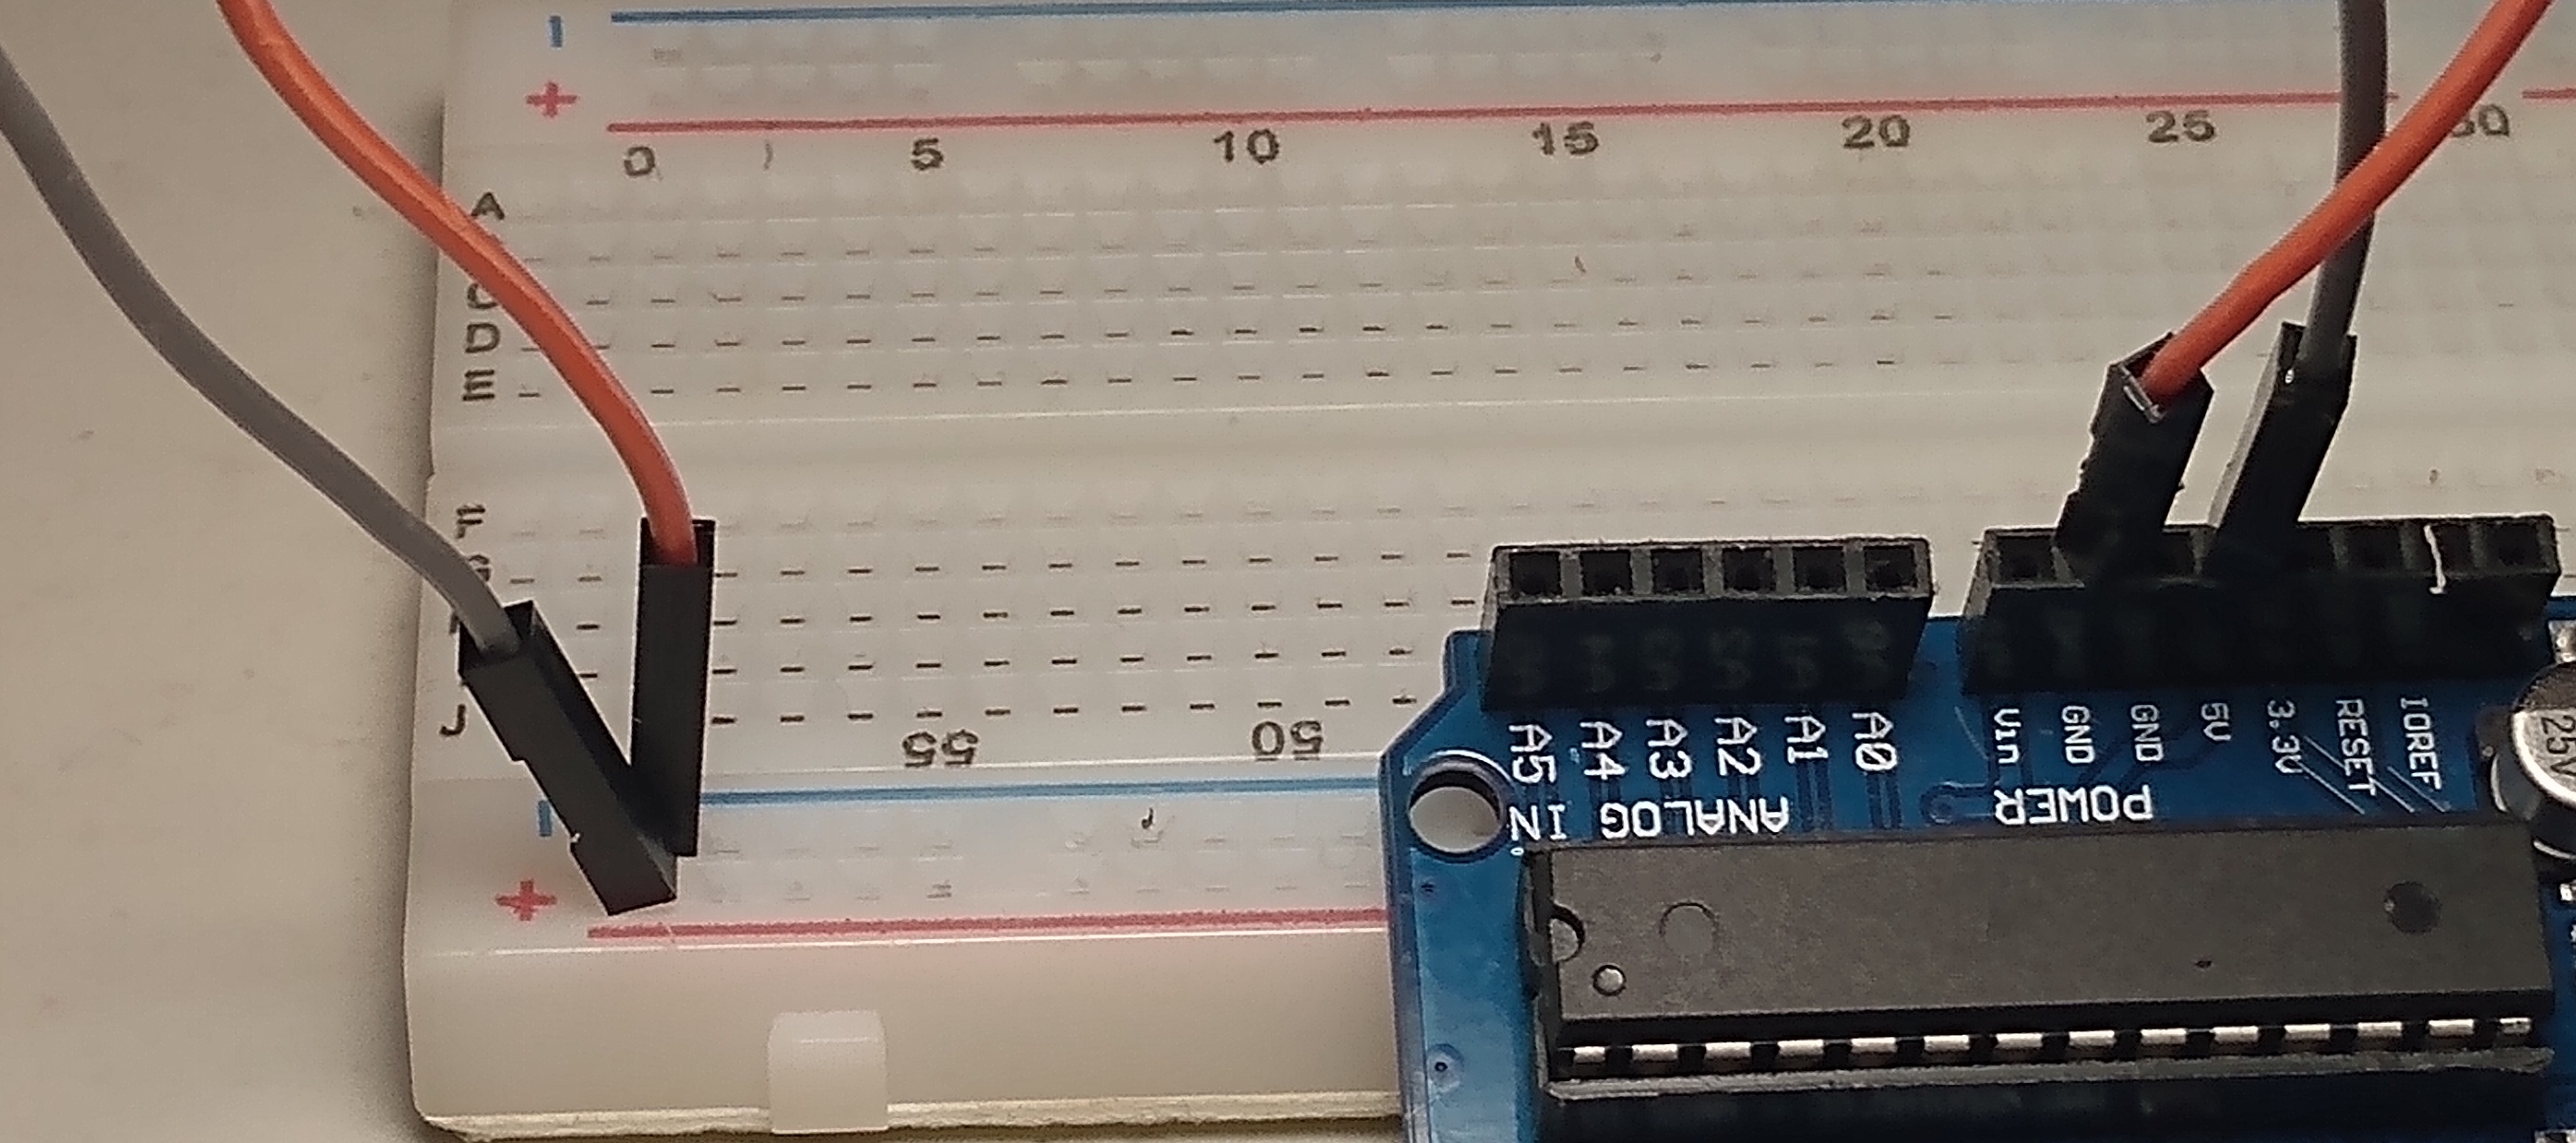 -
+
0 5 10 15 20 25 30
A
C
D
E
F
G
J
55 50
-
+
A5 A4 A3 A2 A1 A0
ANALOG IN
Vin GND GND 5V 3.3V RESET IOREF
POWER
25V